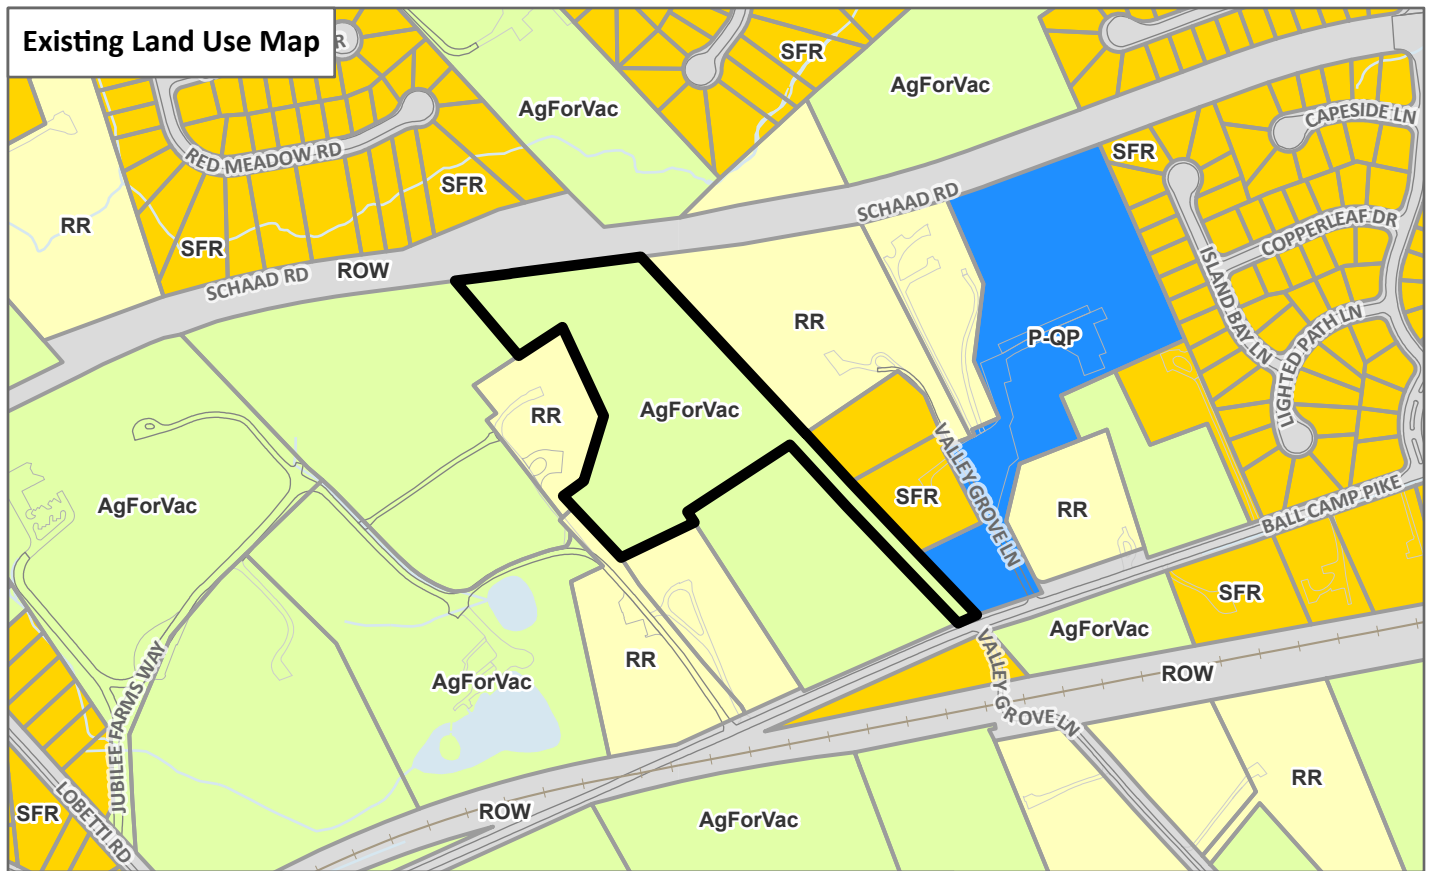 Existing Land Use Map
R
SFR
AgForVac
AgForVac
CAPESIDE LN
RED MEADOW RD
SFR
SFR
SCHAAD RD
RR
SFR
COPPERLEAF DR
ISLAND BAY LN
SCHAAD RD
ROW
RR
P-QP
LIGHTED PATH LN
RR
AgForVac
VALLEY GROVE LN
SFR
AgForVac
RR
BALL CAMP PIKE
SFR
AgForVac
RR
VALLEY GROVE LN
ROW
AgForVac
JUBILEE FARMS WAY
RR
LOBETTI RD
SFR
ROW
AgForVac